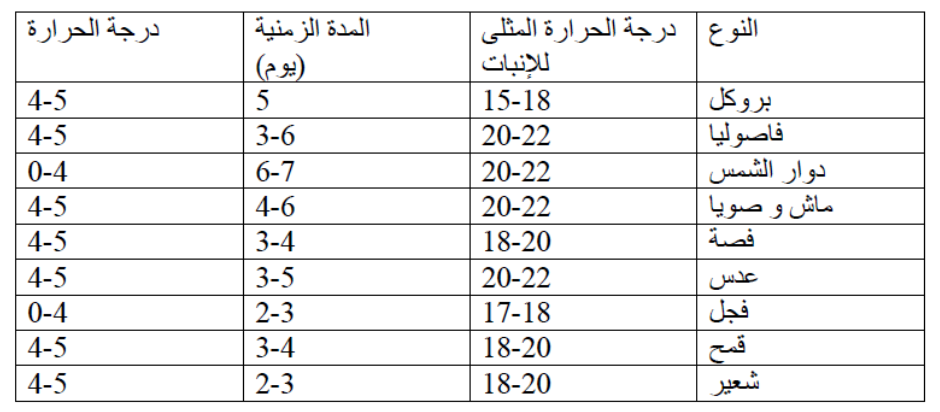 النوع درجة الحرارة المثلى للإنبات المدة الزمنية (يوم) درجة الحرارة
بروكل 15-18 5 4-5
فاصوليا 20-22 3-6 4-5
دوار الشمس 20-22 6-7 0-4
ماش و صويا 20-22 4-6 4-5
فصة 18-20 3-4 4-5
عدس 20-22 3-5 4-5
فجل 17-18 2-3 0-4
قمح 18-20 3-4 4-5
شعير 18-20 2-3 4-5